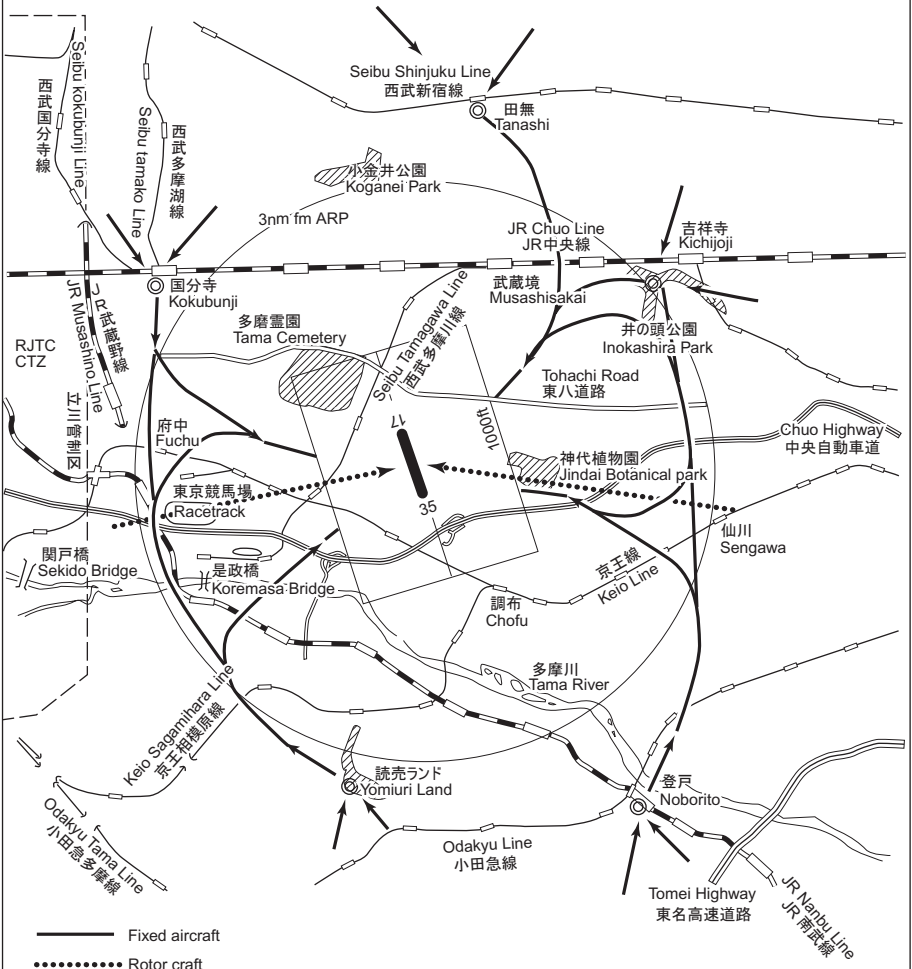 Seibu Shinjuku Line
西武新宿線
田無
Tanashi
Seibu kokubunji Line
西武国分寺線
Seibu tamako Line
西武多摩湖線
小金井公園
Koganei Park
3nm fm ARP
JR Chuo Line
JR中央線
吉祥寺
Kichijoji
国分寺
Kokubunji
武蔵境
Musashisakai
JR武蔵野線
JR Musashino Line
RJTC
CTZ
多磨霊園
Tama Cemetery
Seibu Tamagawa Line
西武多摩川線
井の頭公園
Inokashira Park
Tohachi Road
東八道路
立川管制区
府中
Fuchu
17
1000ft
Chuo Highway
中央自動車道
神代植物園
Jindai Botanical park
東京競馬場
Racetrack
35
仙川
Sengawa
関戸橋
Sekido Bridge
是政橋
Koremasa Bridge
京王線
Keio Line
調布
Chofu
多摩川
Tama River
Keio Sagamihara Line
京王相模原線
読売ランド
Yomiuri Land
登戸
Noborito
Odakyu Tama Line
小田急多摩線
Odakyu Line
小田急線
Tomei Highway
東名高速道路
JR Nanbu Line
JR 南武線
Fixed aircraft
Rotor craft